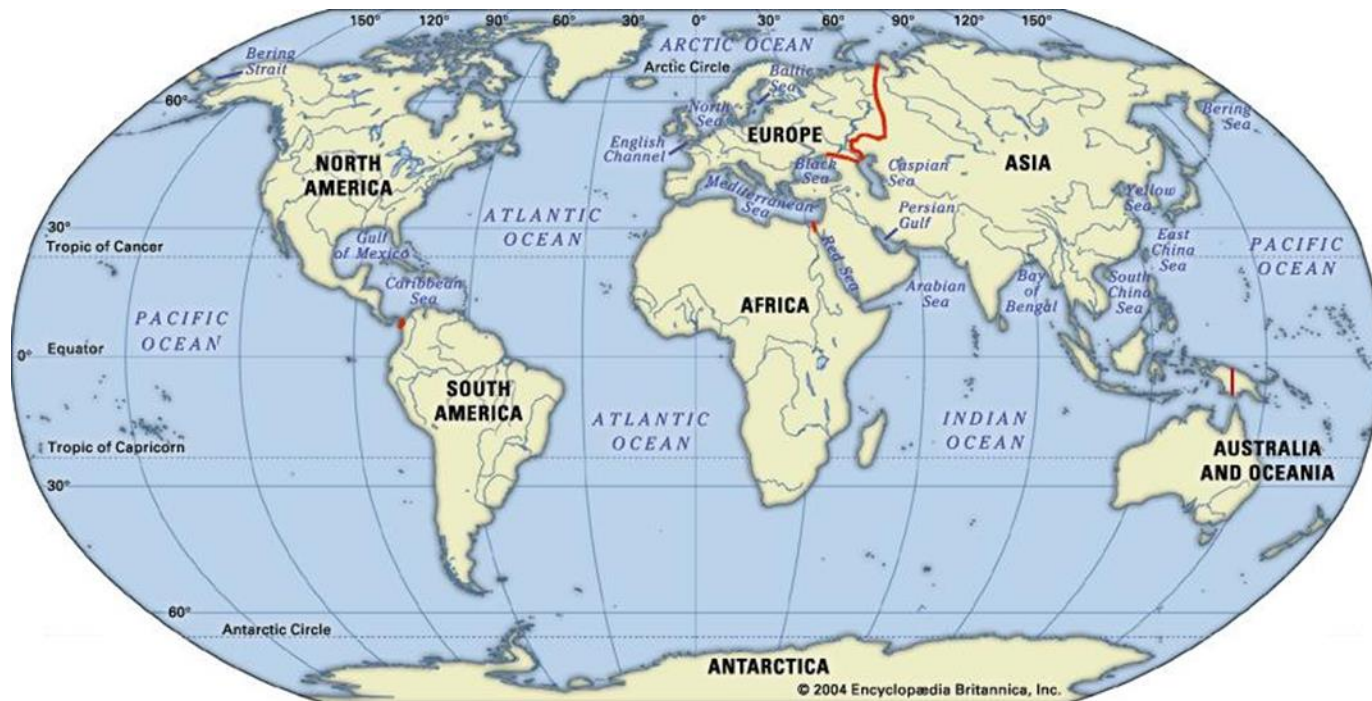 150° 120° 90° 60° 30° 0° 30° 60° 90° 120° 150°
ARCTIC OCEAN
Arctic Circle
Bering
Strait
Baltic
Sea
60°
North
Sea
Bering
Sea
EUROPE
English
Channel
NORTH
AMERICA
ASIA
Black
Sea
Caspian
Sea
Mediterranean
Sea
Yellow
Sea
ATLANTIC
OCEAN
Persian
Gulf
30°
Tropic of Cancer
Gulf
of Mexico
Red Sea
East
China
Sea
PACIFIC
OCEAN
Caribbean
Sea
Arabian
Sea
Bay
of
Bengal
South
China
Sea
AFRICA
PACIFIC
OCEAN
0°
Equator
SOUTH
AMERICA
ATLANTIC
OCEAN
INDIAN
OCEAN
Tropic of Capricorn
AUSTRALIA
AND OCEANIA
30°
60°
Antarctic Circle
ANTARCTICA
© 2004 Encyclopædia Britannica, Inc.